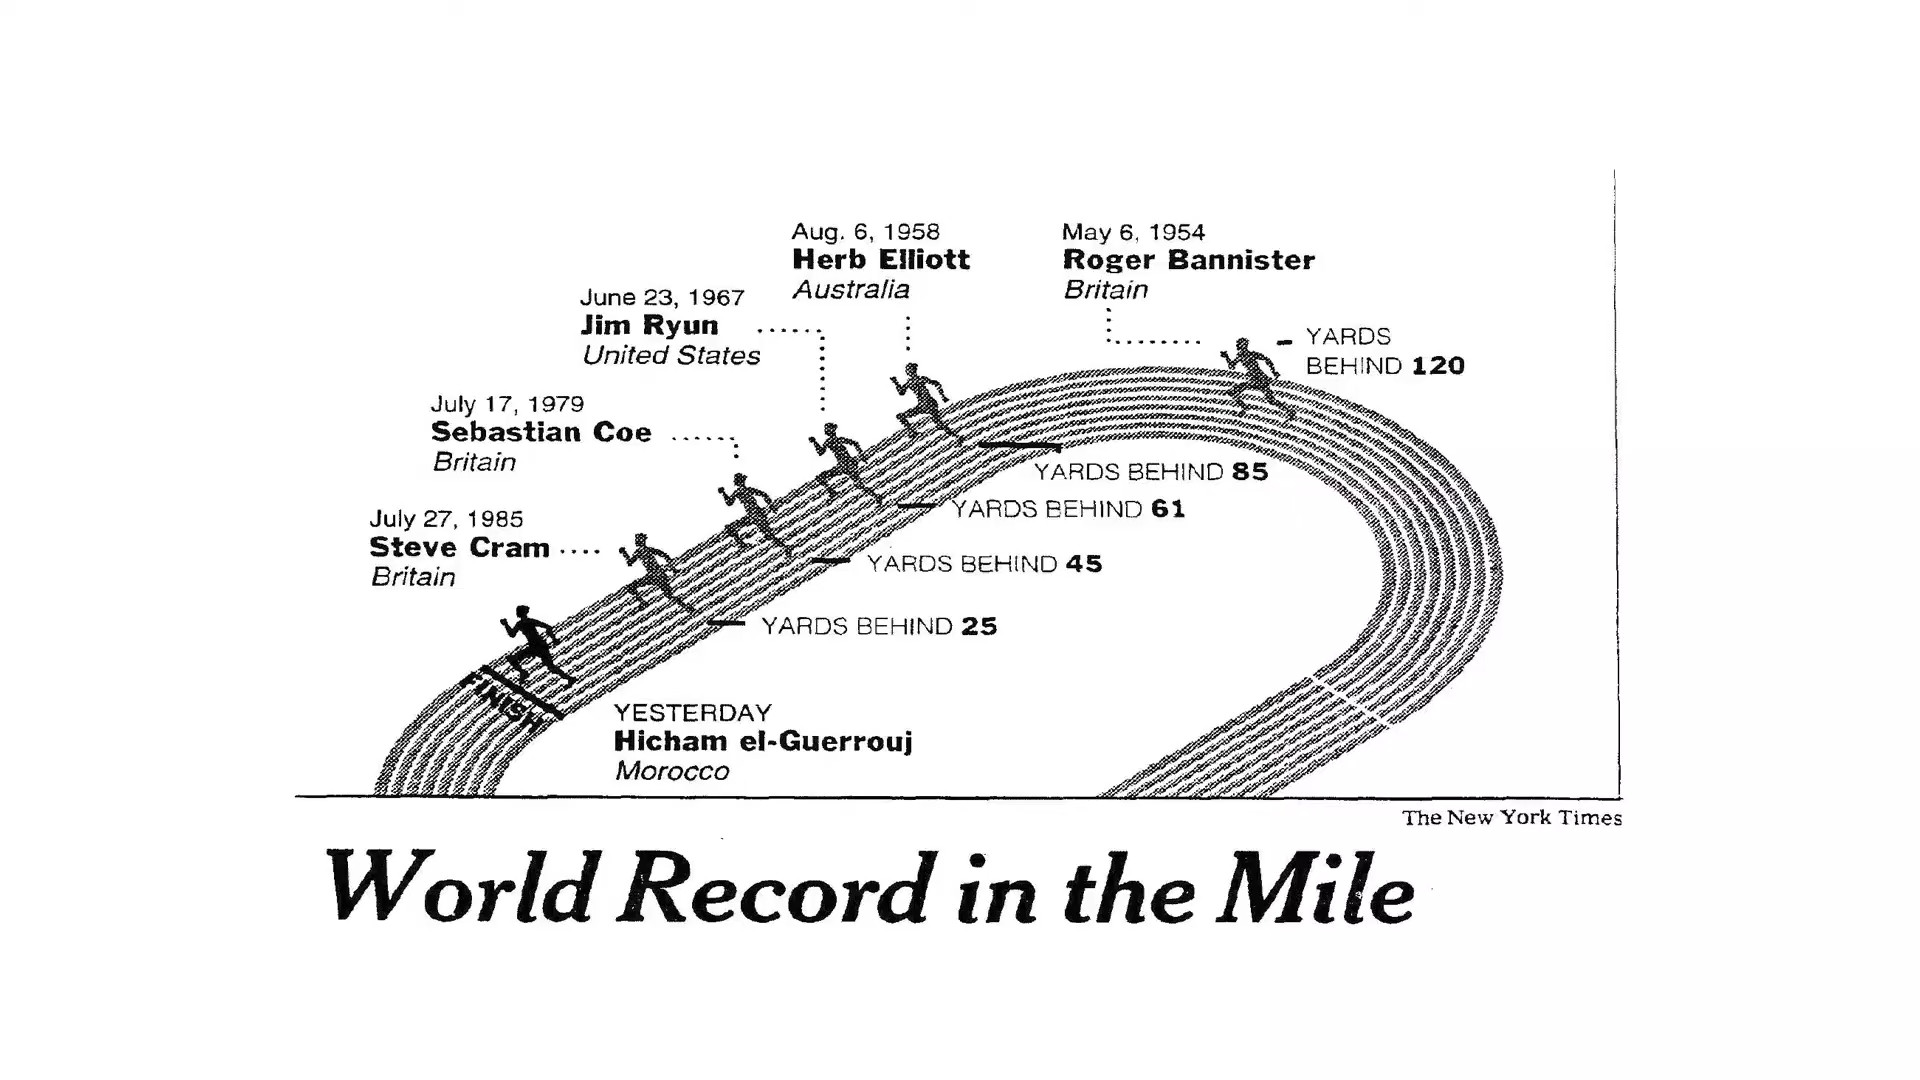 Aug. 6, 1958
Herb Elliott
Australia
May 6, 1954
Roger Bannister
Britain
June 23, 1967
Jim Ryun
United States
YARDS
BEHIND 120
July 17, 1979
Sebastian Coe
Britain
YARDS BEHIND 85
YARDS BEHIND 61
July 27, 1985
Steve Cram
Britain
YARDS BEHIND 45
YARDS BEHIND 25
FINISH
YESTERDAY
Hicham el-Guerrouj
Morocco
The New York Times
World Record in the Mile